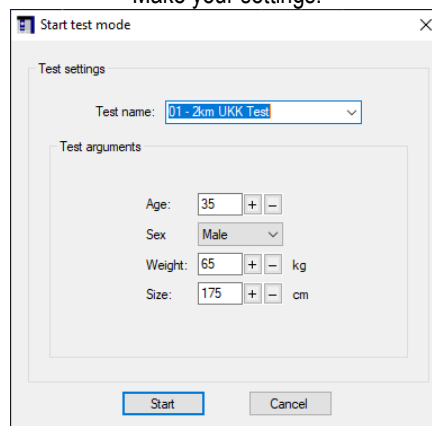 Make your settings.
Start test mode
Test settings
Test name: 01 - 2km UKK Test
Test arguments
Age: 35 + −
Sex Male
Weight: 65 + − kg
Size: 175 + − cm
Start Cancel